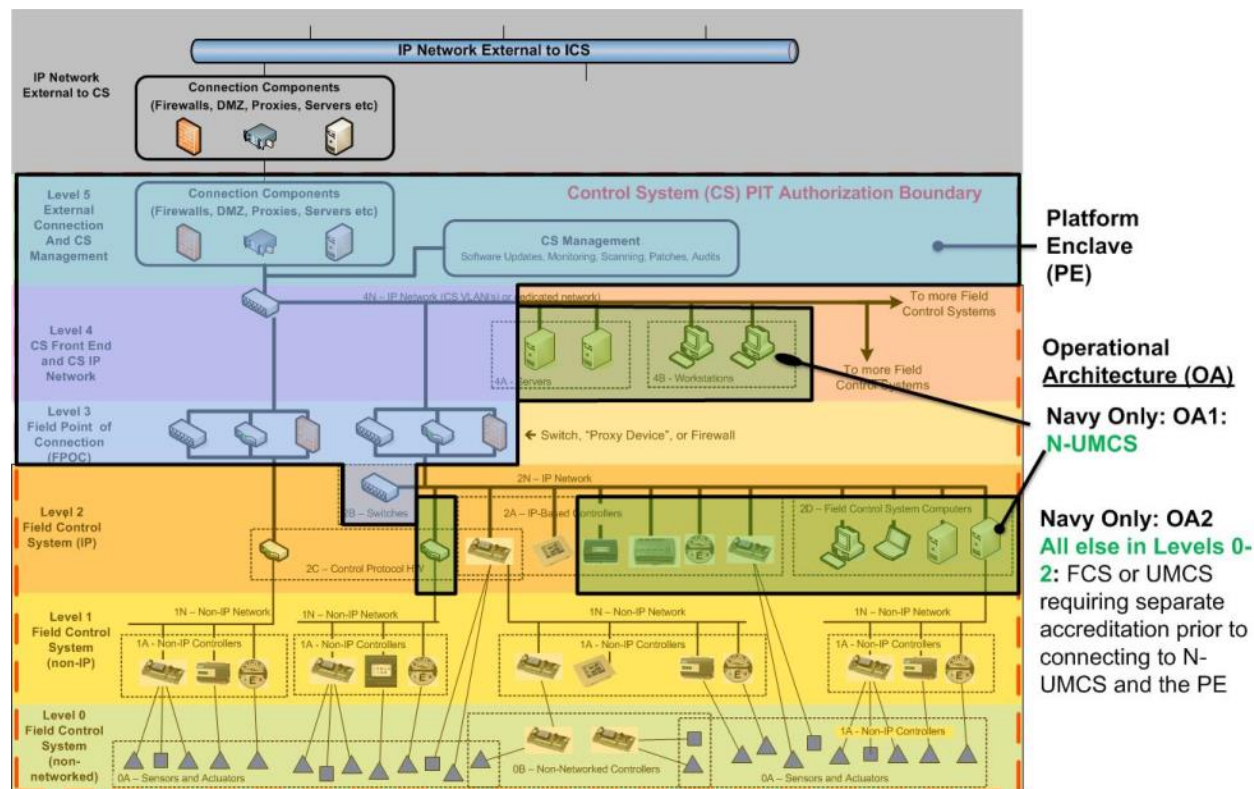 IP Network External to ICS
IP Network
External to CS
Connection Components
(Firewalls, DMZ, Proxies, Servers etc)
Level 5
External
Connection
And CS
Management
Connection Components
(Firewalls, DMZ, Proxies, Servers etc)
Control System (CS) PIT Authorization Boundary
CS Management
Software Updates, Monitoring, Scanning, Patches, Audits
Platform
Enclave
(PE)
4N – IP Network (CS VLAN(s) or dedicated network)
To more Field
Control Systems
Level 4
CS Front End
and CS IP
Network
4A - Servers
4B - Workstations
To more Field
Control Systems
Operational
Architecture (OA)
Level 3
Field Point of
Connection
(FPOC)
← Switch, "Proxy Device", or Firewall
Navy Only: OA1:
N-UMCS
2N – IP Network
Level 2
Field Control
System (IP)
2B – Switches
2A – IP-Based Controllers
2D – Field Control System Computers
2C – Control Protocol H/W
Navy Only: OA2
All else in Levels 0-
2: FCS or UMCS
requiring separate
accreditation prior to
connecting to N-
UMCS and the PE
Level 1
Field Control
System
(non-IP)
1N – Non-IP Network
1N – Non-IP Network
1N – Non-IP Network
1N – Non-IP Network
1A - Non-IP Controllers
1A - Non-IP Controllers
1A - Non-IP Controllers
1A - Non-IP Controllers
E
E
E
E
Level 0
Field Control
System
(non-
networked)
1A - Non-IP Controllers
0A – Sensors and Actuators
0B – Non-Networked Controllers
0A – Sensors and Actuators